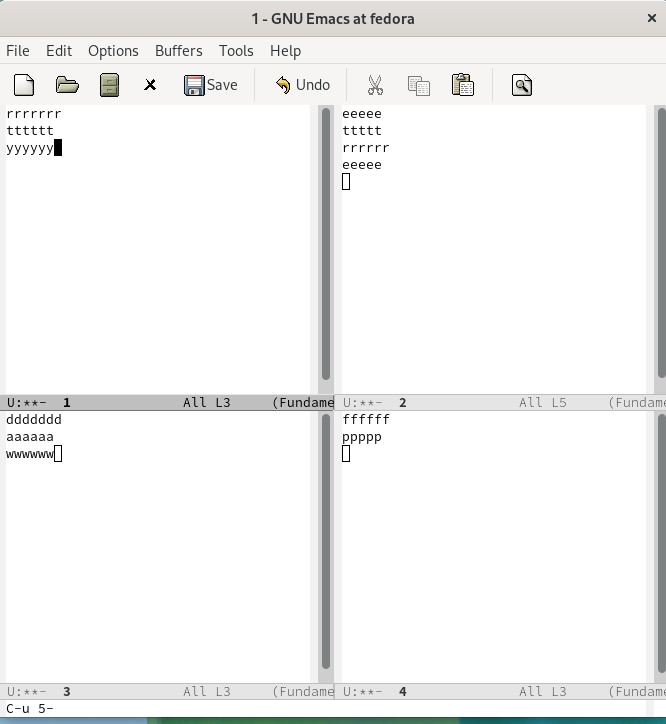 1 - GNU Emacs at fedora ×
File Edit Options Buffers Tools Help
Save Undo
rrrrrrr
tttttt
yyyyyy
U:**-  1 All L3 (Fundame
eeeee
ttttt
rrrrrr
eeeee
U:**-  2 All L5 (Fundame
ddddddd
aaaaaa
wwwwww
U:**-  3 All L3 (Fundame
ffffff
ppppp
U:**-  4 All L3 (Fundame
C-u 5-